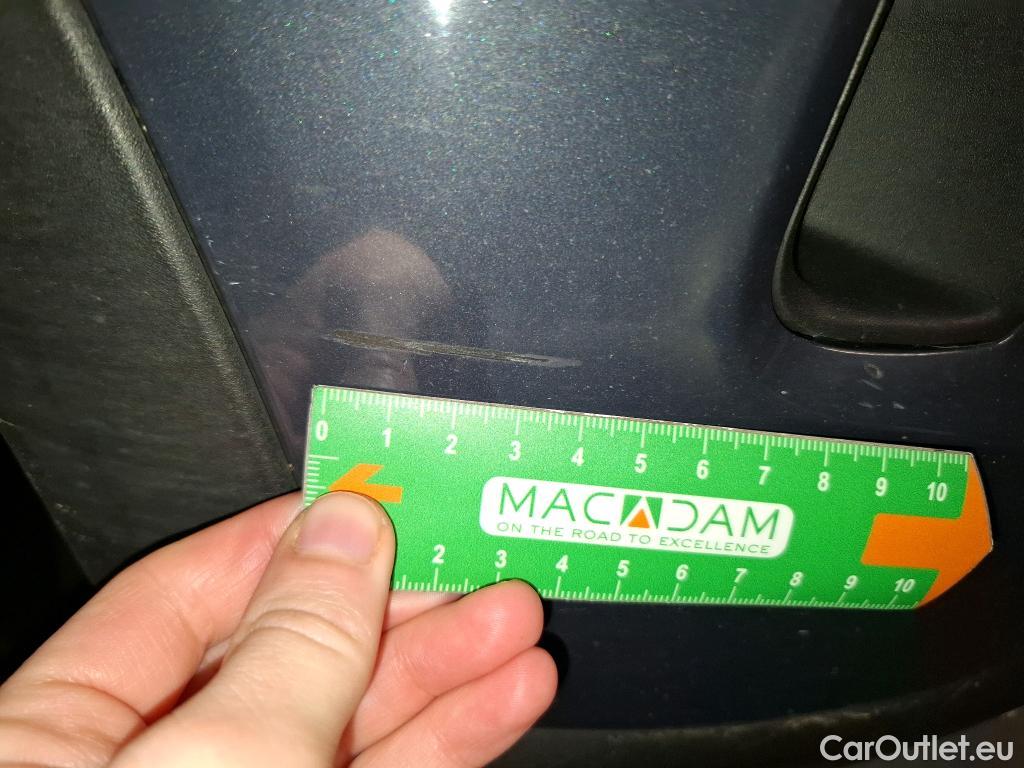 0 1 2 3 4 5 6 7 8 9 10
MACADAM
ON THE ROAD TO EXCELLENCE
2 3 4 5 6 7 8 9 10
CarOutlet.eu